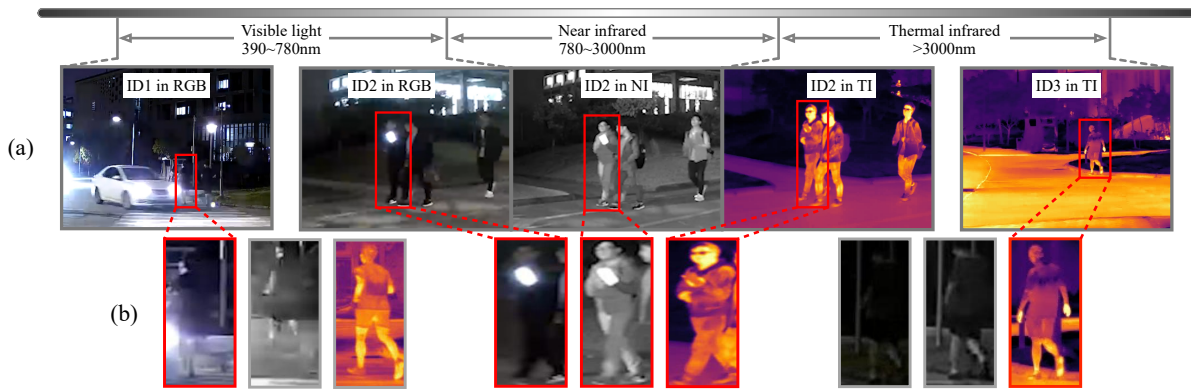 Visible light
390~780nm
Near infrared
780~3000nm
Thermal infrared
>3000nm
ID1 in RGB
ID2 in RGB
ID2 in NI
ID2 in TI
ID3 in TI
(a)
(b)